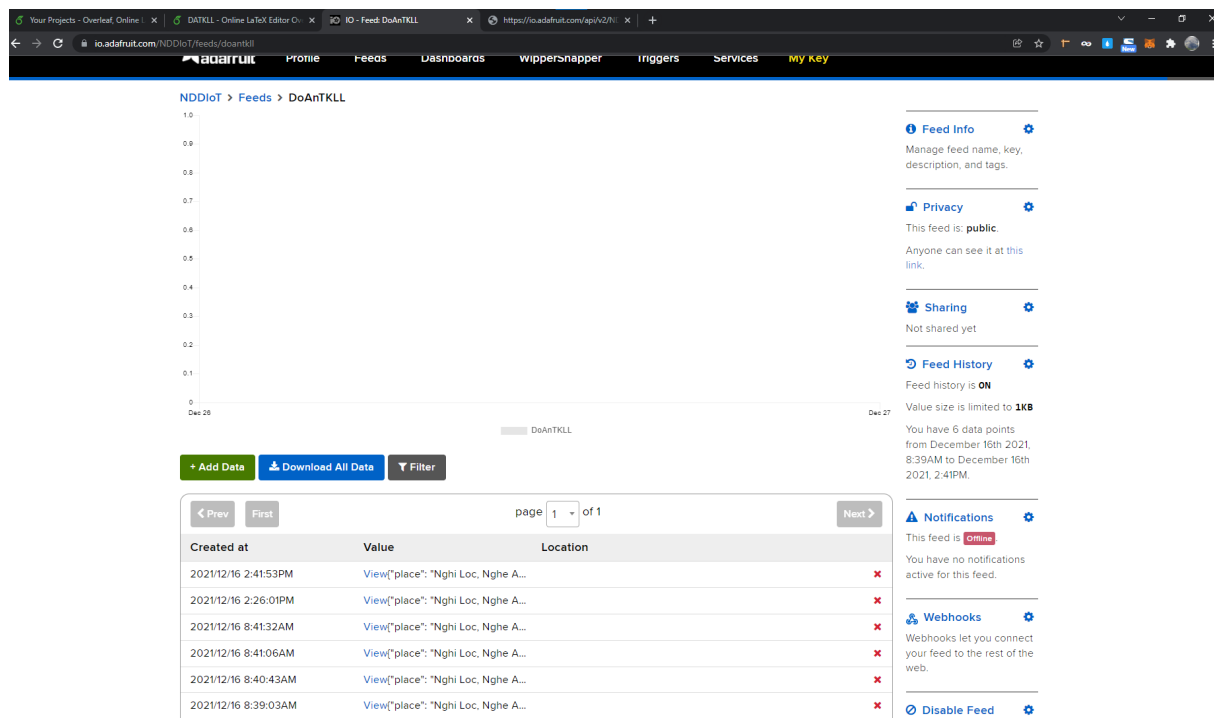 Your Projects - Overleaf, Online L
DATKLL - Online LaTeX Editor Ov
IO - Feed: DoAnTKLL
https://io.adafruit.com/api/v2/N
io.adafruit.com/NDDIoT/feeds/doantkll
New
adafruit Profile Feeds Dashboards WipperSnapper Triggers Services My Key
NDDIoT > Feeds > DoAnTKLL
1.0
0.9
0.8
0.7
0.6
0.5
0.4
0.3
0.2
0.1
0
Dec 26 Dec 27
DoAnTKLL
+ Add Data Download All Data Filter
Prev First page 1 of 1 Next
Created at Value Location
2021/12/16 2:41:53PM View{"place": "Nghi Loc, Nghe A...
2021/12/16 2:26:01PM View{"place": "Nghi Loc, Nghe A...
2021/12/16 8:41:32AM View{"place": "Nghi Loc, Nghe A...
2021/12/16 8:41:06AM View{"place": "Nghi Loc, Nghe A...
2021/12/16 8:40:43AM View{"place": "Nghi Loc, Nghe A...
2021/12/16 8:39:03AM View{"place": "Nghi Loc, Nghe A...
Feed Info
Manage feed name, key,
description, and tags.
Privacy
This feed is: public.
Anyone can see it at this
link.
Sharing
Not shared yet
Feed History
Feed history is ON
Value size is limited to 1KB
You have 6 data points
from December 16th 2021,
8:39AM to December 16th
2021, 2:41PM.
Notifications
This feed is Offline.
You have no notifications
active for this feed.
Webhooks
Webhooks let you connect
your feed to the rest of the
web.
Disable Feed